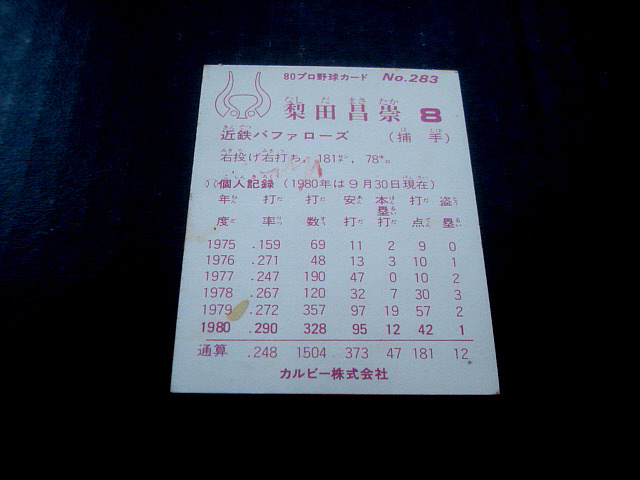 80プロ野球カード No.283
なし だ まさ たか
梨田昌崇 8
きん てつ
近鉄バファローズ (捕手)
右投げ右打ち、181㌢、78㌔。
個人記録 (1980年は9月30日現在)
年度 打率 打数 安打 本塁打 打点 盗塁
1975 .159 69 11 2 9 0
1976 .271 48 13 3 10 1
1977 .247 190 47 0 10 2
1978 .267 120 32 7 30 3
1979 .272 357 97 19 57 2
1980 .290 328 95 12 42 1
通算 .248 1504 373 47 181 12
カルビー株式会社